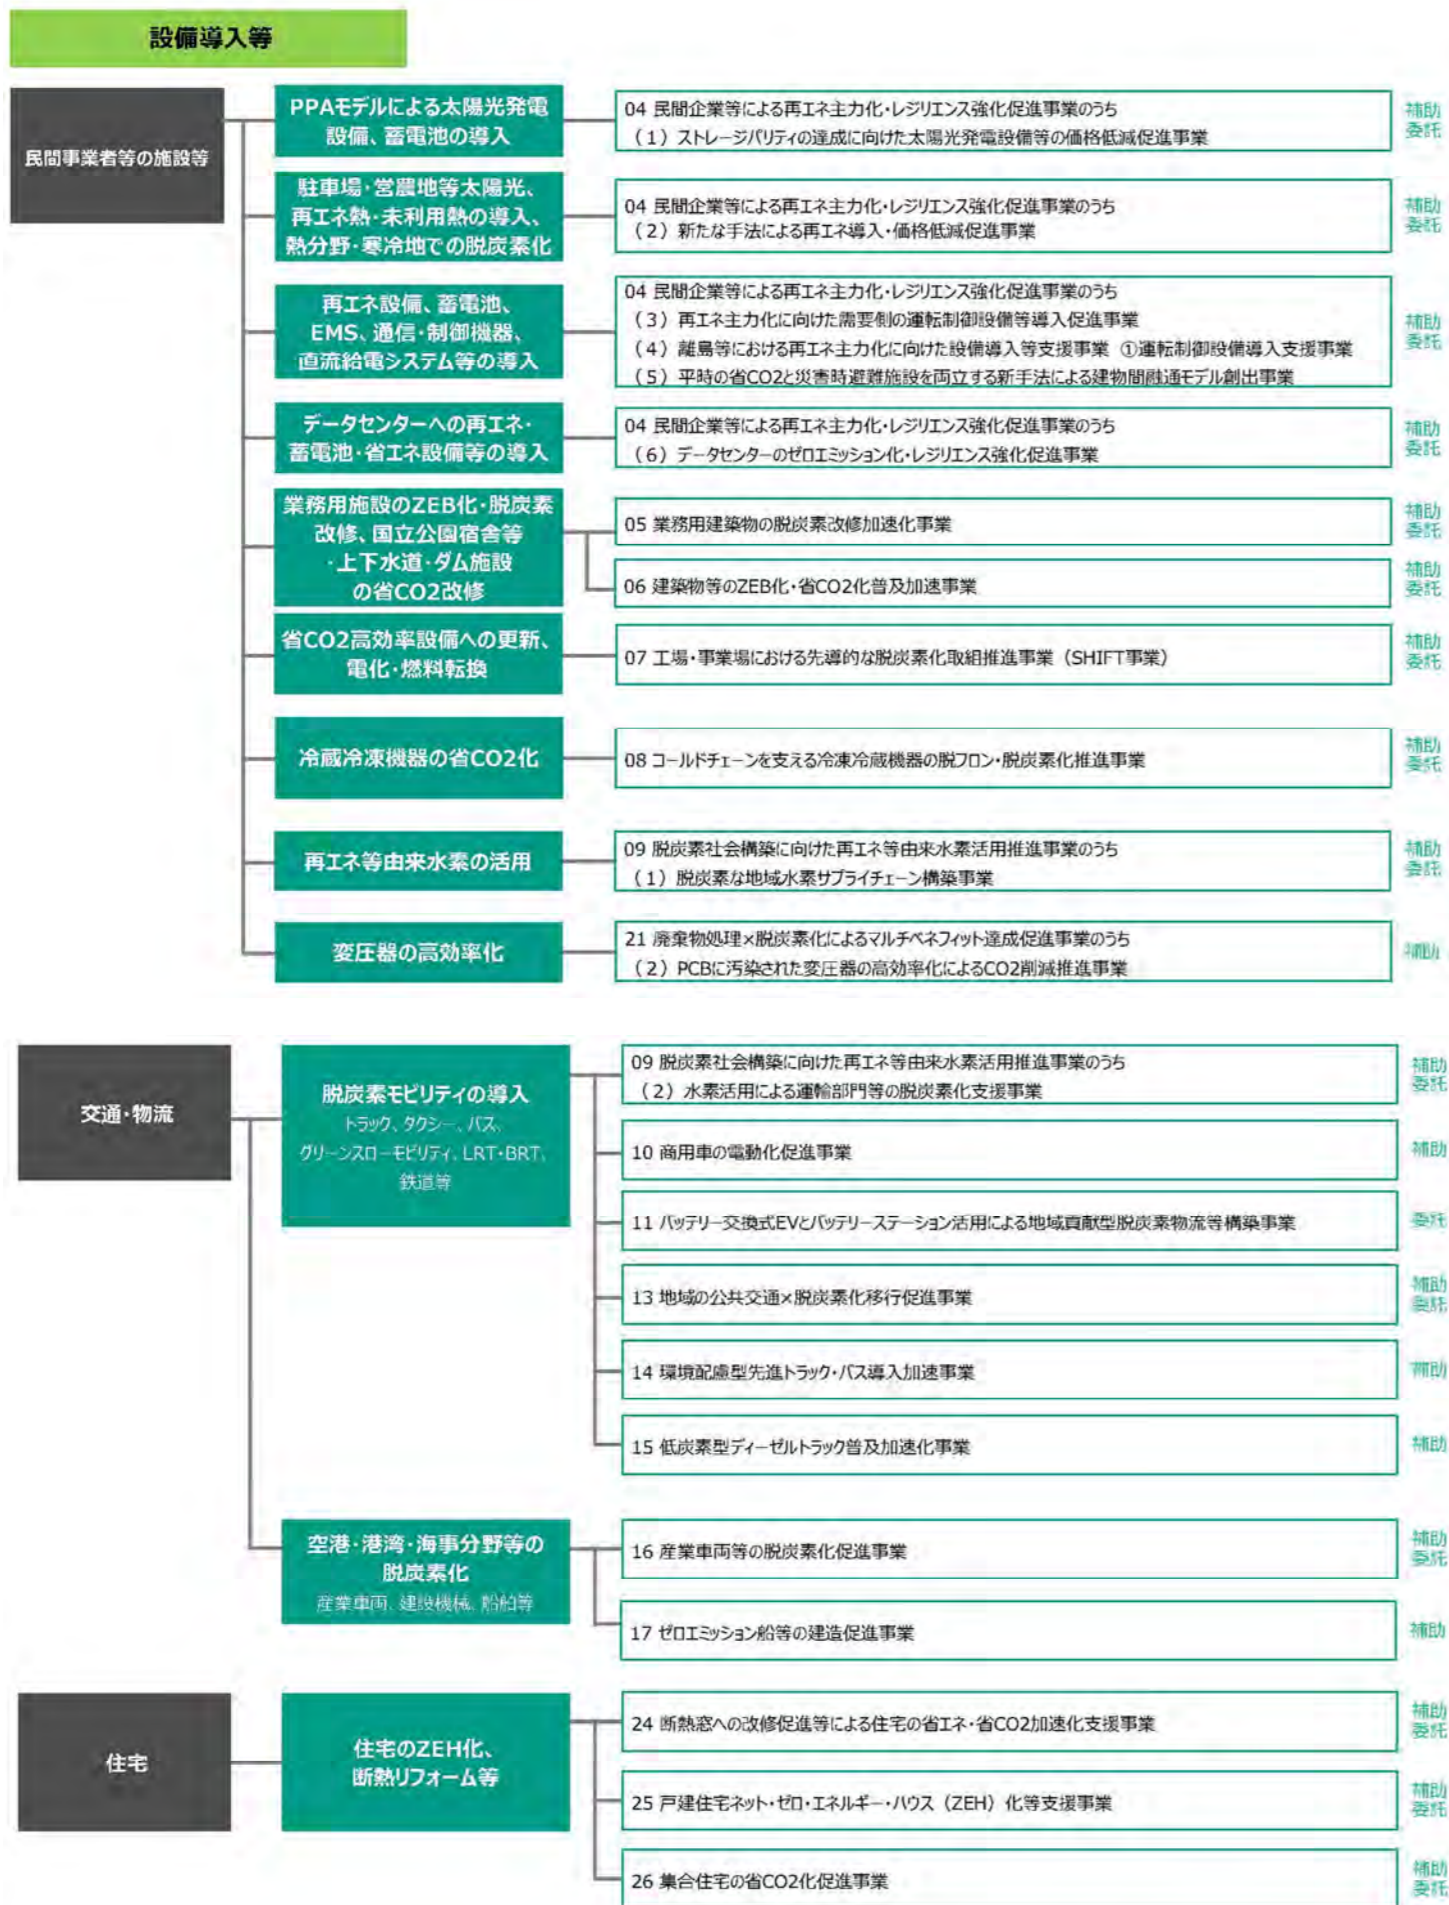 設備導入等
民間事業者等の施設等
PPAモデルによる太陽光発電
設備、蓄電池の導入
04 民間企業等による再エネ主力化・レジリエンス強化促進事業のうち
（1）ストレージパリティの達成に向けた太陽光発電設備等の価格低減促進事業
補助
委託
駐車場・営農地等太陽光、
再エネ熱・未利用熱の導入、
熱分野・寒冷地での脱炭素化
04 民間企業等による再エネ主力化・レジリエンス強化促進事業のうち
（2）新たな手法による再エネ導入・価格低減促進事業
補助
委託
再エネ設備、蓄電池、
EMS、通信・制御機器、
直流給電システム等の導入
04 民間企業等による再エネ主力化・レジリエンス強化促進事業のうち
（3）再エネ主力化に向けた需要側の運転制御設備等導入促進事業
（4）離島等における再エネ主力化に向けた設備導入等支援事業 ①運転制御設備導入支援事業
（5）平時の省CO2と災害時避難施設を両立する新手法による建物間融通モデル創出事業
補助
委託
データセンターへの再エネ・
蓄電池・省エネ設備等の導入
04 民間企業等による再エネ主力化・レジリエンス強化促進事業のうち
（6）データセンターのゼロエミッション化・レジリエンス強化促進事業
補助
委託
業務用施設のZEB化・脱炭素
改修、国立公園宿舎等
・上下水道・ダム施設
の省CO2改修
05 業務用建築物の脱炭素改修加速化事業
補助
委託
06 建築物等のZEB化・省CO2化普及加速事業
補助
委託
省CO2高効率設備への更新、
電化・燃料転換
07 工場・事業場における先導的な脱炭素化取組推進事業（SHIFT事業）
補助
委託
冷蔵冷凍機器の省CO2化
08 コールドチェーンを支える冷凍冷蔵機器の脱フロン・脱炭素化推進事業
補助
委託
再エネ等由来水素の活用
09 脱炭素社会構築に向けた再エネ等由来水素活用推進事業のうち
（1）脱炭素な地域水素サプライチェーン構築事業
補助
委託
変圧器の高効率化
21 廃棄物処理×脱炭素化によるマルチベネフィット達成促進事業のうち
（2）PCBに汚染された変圧器の高効率化によるCO2削減推進事業
補助
交通・物流
脱炭素モビリティの導入
トラック、タクシー、バス、
グリーンスローモビリティ、LRT・BRT、
鉄道等
09 脱炭素社会構築に向けた再エネ等由来水素活用推進事業のうち
（2）水素活用による運輸部門等の脱炭素化支援事業
補助
委託
10 商用車の電動化促進事業
補助
11 バッテリー交換式EVとバッテリーステーション活用による地域貢献型脱炭素物流等構築事業
委託
13 地域の公共交通×脱炭素化移行促進事業
補助
委託
14 環境配慮型先進トラック・バス導入加速事業
補助
15 低炭素型ディーゼルトラック普及加速化事業
補助
空港・港湾・海事分野等の
脱炭素化
産業車両、建設機械、船舶等
16 産業車両等の脱炭素化促進事業
補助
委託
17 ゼロエミッション船等の建造促進事業
補助
住宅
住宅のZEH化、
断熱リフォーム等
24 断熱窓への改修促進等による住宅の省エネ・省CO2加速化支援事業
補助
委託
25 戸建住宅ネット・ゼロ・エネルギー・ハウス（ZEH）化等支援事業
補助
委託
26 集合住宅の省CO2化促進事業
補助
委託